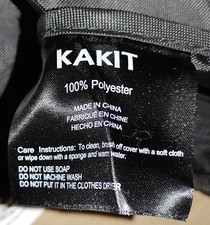 KAKIT
100% Polyester
MADE IN CHINA
FABRIQUÉ EN CHINE
HECHO EN CHINA
Care Instructions: To clean, brush off cover with a soft cloth
or wipe down with a sponge and warm water.
DO NOT USE SOAP
DO NOT MACHINE WASH
DO NOT PUT IT IN THE CLOTHES DRYER